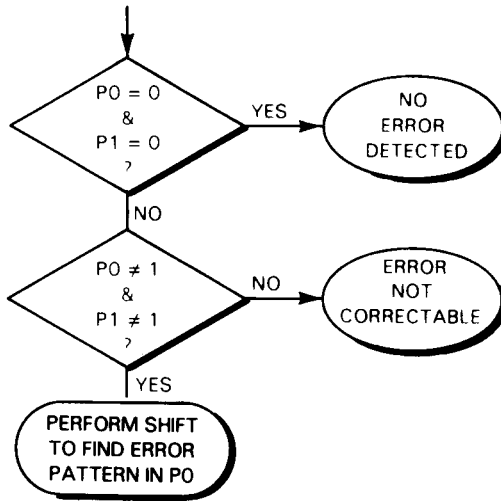 P0 = 0
&
P1 = 0
?
YES
NO
ERROR
DETECTED
NO
P0 ≠ 1
&
P1 ≠ 1
?
NO
ERROR
NOT
CORRECTABLE
YES
PERFORM SHIFT
TO FIND ERROR
PATTERN IN P0